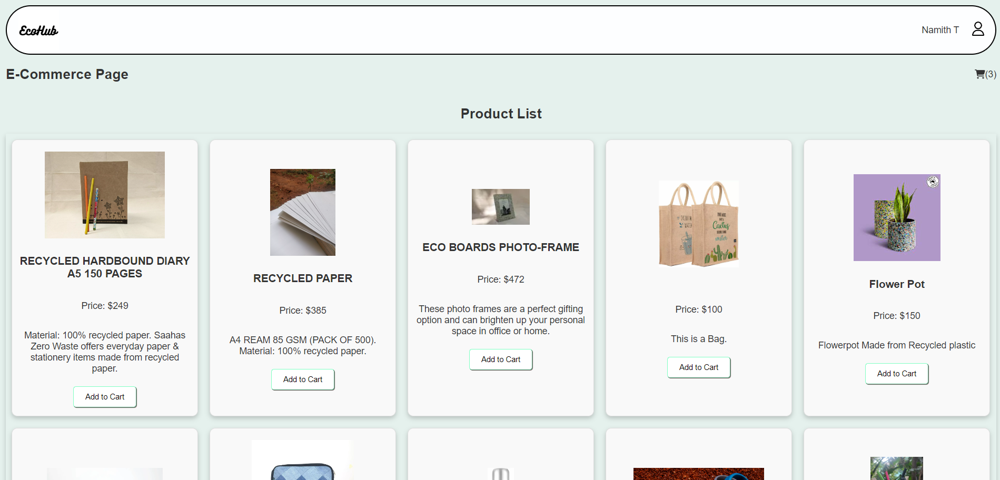 EcoHub
Namith T
E-Commerce Page
(3)
Product List
RECYCLED HARDBOUND DIARY
A5 150 PAGES
Price: $249
Material: 100% recycled paper. Saahas
Zero Waste offers everyday paper &
stationery items made from recycled
paper.
Add to Cart
RECYCLED PAPER
Price: $385
A4 REAM 85 GSM (PACK OF 500).
Material: 100% recycled paper.
Add to Cart
ECO BOARDS PHOTO-FRAME
Price: $472
These photo frames are a perfect gifting
option and can brighten up your personal
space in office or home.
Add to Cart
YOU ARE
Cactus
water
Price: $100
This is a Bag.
Add to Cart
Flower Pot
Price: $150
Flowerpot Made from Recycled plastic
Add to Cart